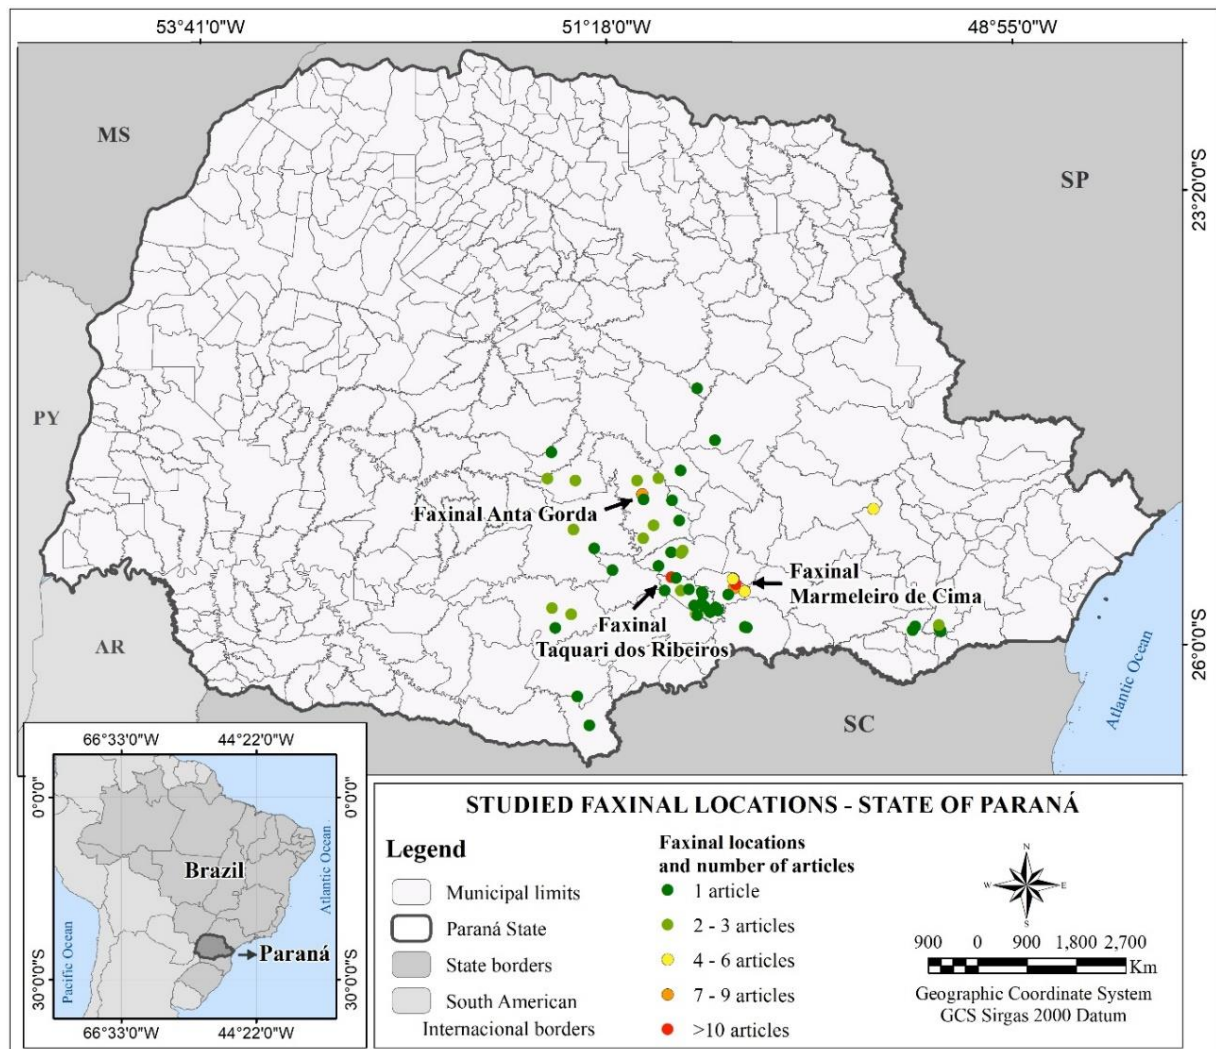 53°41'0"W
51°18'0"W
48°55'0"W
MS
SP
23°20'0"S
PY
Faxinal Anta Gorda
Faxinal
Marmeleiro de Cima
Faxinal
Taquari dos Ribeiros
AR
26°0'0"S
SC
Atlantic Ocean
66°33'0"W
44°22'0"W
0°0'0"
0°0'0"
Brazil
Atlantic Ocean
Pacific Ocean
Paraná
30°0'0"S
30°0'0"S
66°33'0"W
44°22'0"W
STUDIED FAXINAL LOCATIONS - STATE OF PARANÁ
Legend
Municipal limits
Paraná State
State borders
South American
Internacional borders
Faxinal locations
and number of articles
1 article
2 - 3 articles
4 - 6 articles
7 - 9 articles
>10 articles
N
W
E
S
900 0 900 1,800 2,700
Km
Geographic Coordinate System
GCS Sirgas 2000 Datum